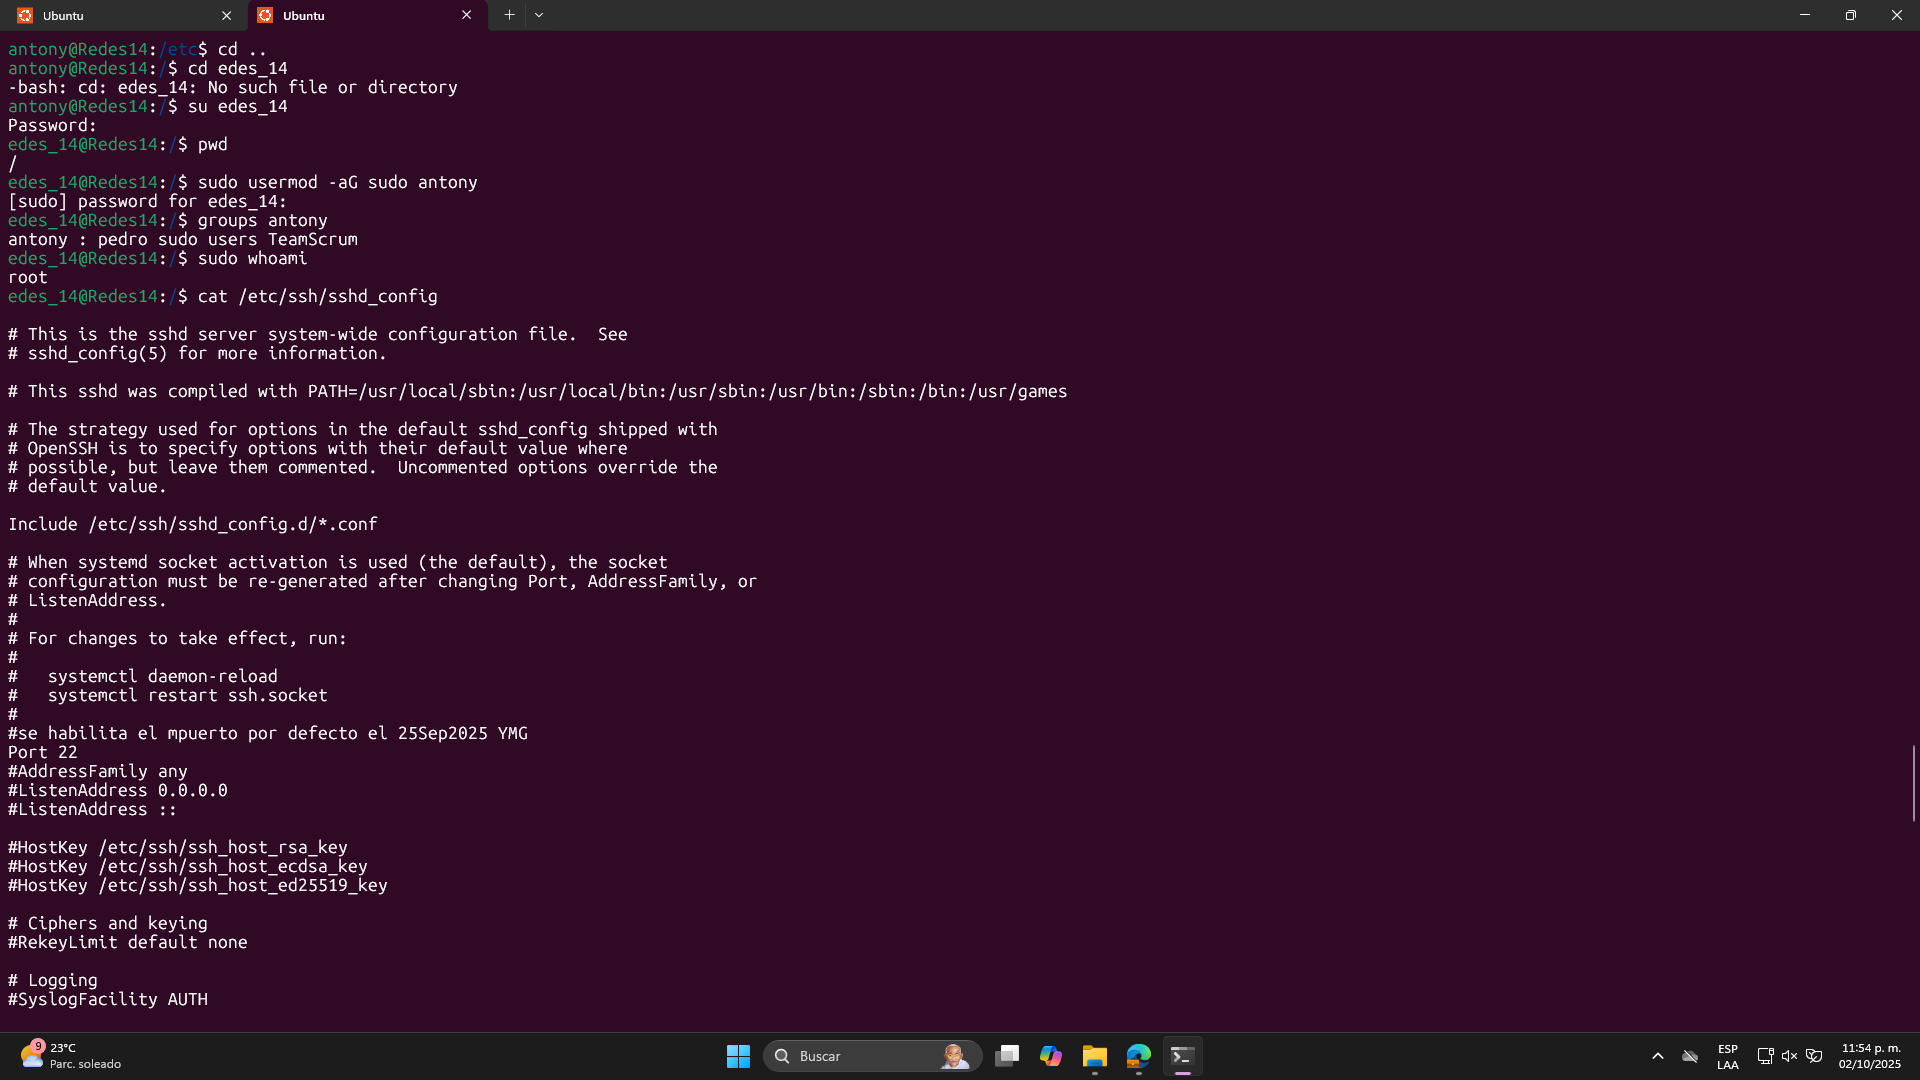 Ubuntu
Ubuntu
antony@Redes14:/etc$ cd ..
antony@Redes14:/$ cd edes_14
-bash: cd: edes_14: No such file or directory
antony@Redes14:/$ su edes_14
Password:
edes_14@Redes14:/$ pwd
/
edes_14@Redes14:/$ sudo usermod -aG sudo antony
[sudo] password for edes_14:
edes_14@Redes14:/$ groups antony
antony : pedro sudo users TeamScrum
edes_14@Redes14:/$ sudo whoami
root
edes_14@Redes14:/$ cat /etc/ssh/sshd_config
# This is the sshd server system-wide configuration file.  See
# sshd_config(5) for more information.
# This sshd was compiled with PATH=/usr/local/sbin:/usr/local/bin:/usr/sbin:/usr/bin:/sbin:/bin:/usr/games
# The strategy used for options in the default sshd_config shipped with
# OpenSSH is to specify options with their default value where
# possible, but leave them commented.  Uncommented options override the
# default value.
Include /etc/ssh/sshd_config.d/*.conf
# When systemd socket activation is used (the default), the socket
# configuration must be re-generated after changing Port, AddressFamily, or
# ListenAddress.
#
# For changes to take effect, run:
#
#   systemctl daemon-reload
#   systemctl restart ssh.socket
#
#se habilita el mpuerto por defecto el 25Sep2025 YMG
Port 22
#AddressFamily any
#ListenAddress 0.0.0.0
#ListenAddress ::
#HostKey /etc/ssh/ssh_host_rsa_key
#HostKey /etc/ssh/ssh_host_ecdsa_key
#HostKey /etc/ssh/ssh_host_ed25519_key
# Ciphers and keying
#RekeyLimit default none
# Logging
#SyslogFacility AUTH
9
23°C
Parc. soleado
Buscar
ESP
LAA
11:54 p. m.
02/10/2025